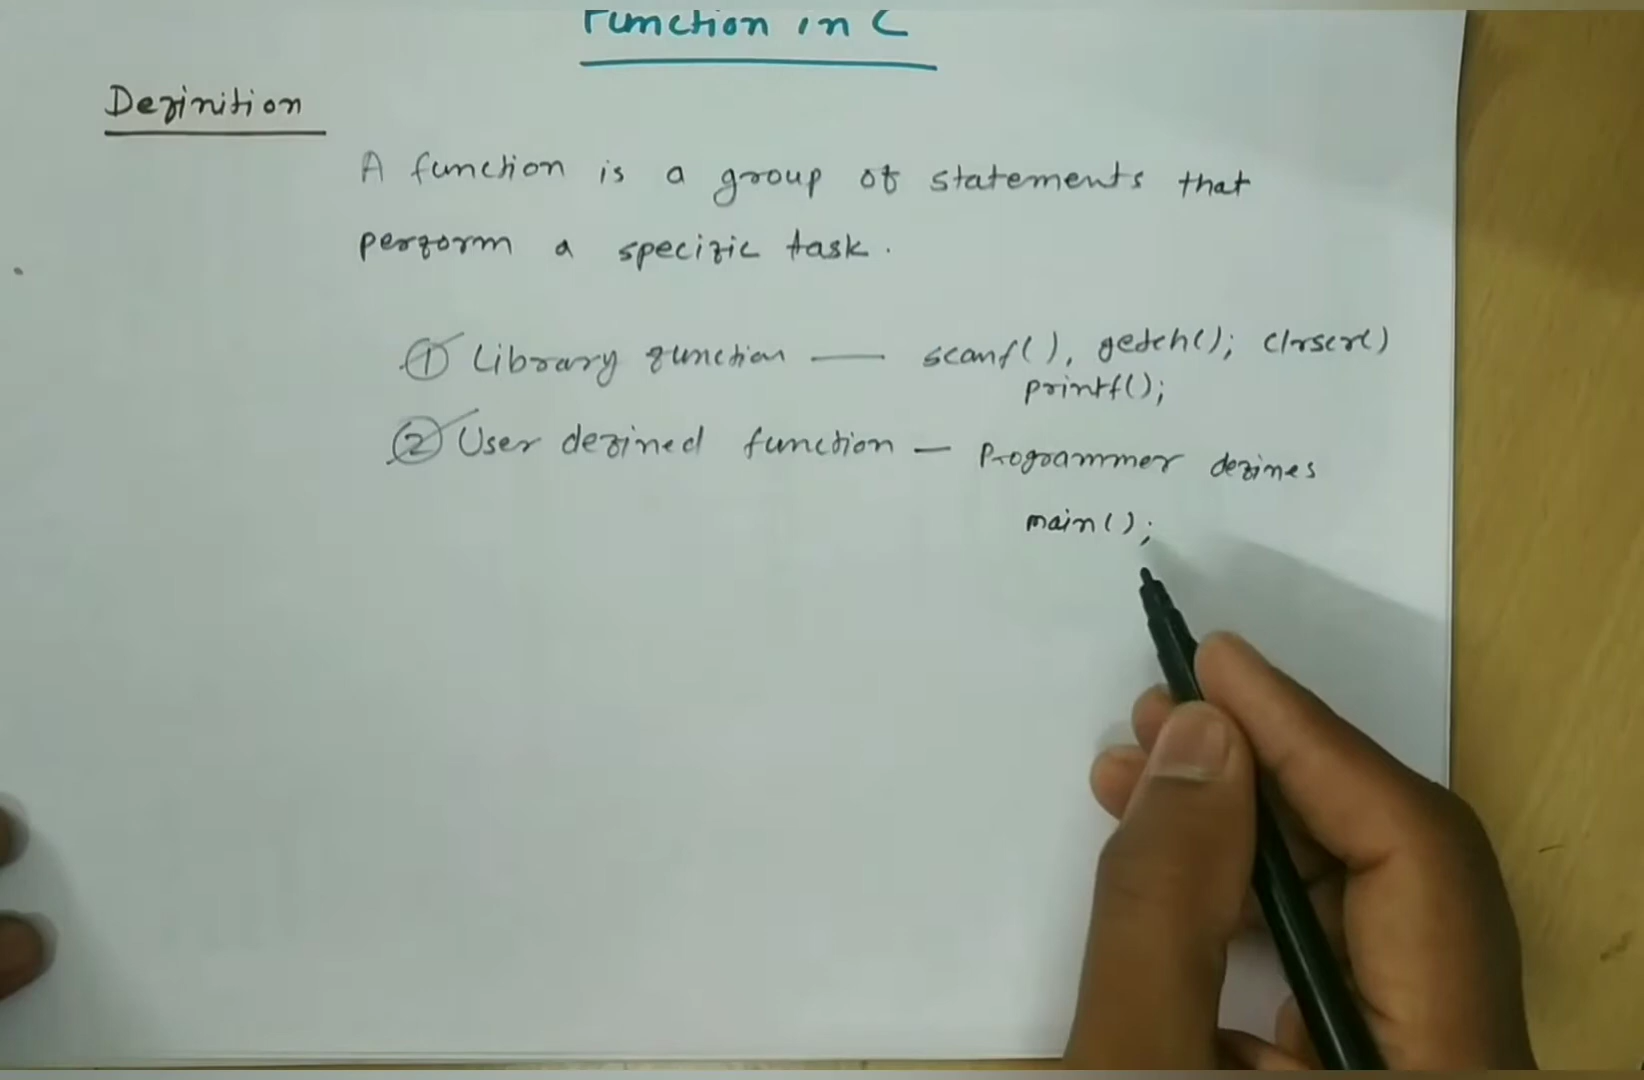 Function in C
Definition
A function is a group of statements that
perform a specific task.
① Library function — scanf(), getch(); clrscr()
printf();
② User defined function — Programmer defines
main();